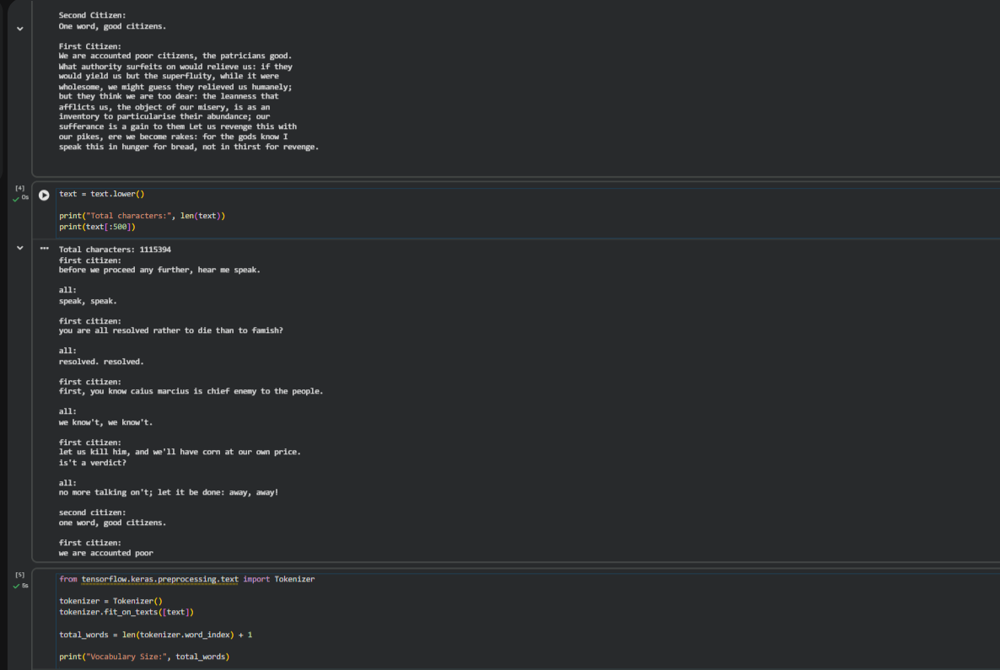 Second Citizen:
One word, good citizens.
First Citizen:
We are accounted poor citizens, the patricians good.
What authority surfeits on would relieve us: if they
would yield us but the superfluity, while it were
wholesome, we might guess they relieved us humanely;
but they think we are too dear: the leanness that
afflicts us, the object of our misery, is as an
inventory to particularise their abundance; our
sufferance is a gain to them Let us revenge this with
our pikes, ere we become rakes: for the gods know I
speak this in hunger for bread, not in thirst for revenge.
[4]
0s
text = text.lower()
print("Total characters:", len(text))
print(text[:500])
Total characters: 1115394
first citizen:
before we proceed any further, hear me speak.
all:
speak, speak.
first citizen:
you are all resolved rather to die than to famish?
all:
resolved. resolved.
first citizen:
first, you know caius marcius is chief enemy to the people.
all:
we know't, we know't.
first citizen:
let us kill him, and we'll have corn at our own price.
is't a verdict?
all:
no more talking on't; let it be done: away, away!
second citizen:
one word, good citizens.
first citizen:
we are accounted poor
[5]
6s
from tensorflow.keras.preprocessing.text import Tokenizer
tokenizer = Tokenizer()
tokenizer.fit_on_texts([text])
total_words = len(tokenizer.word_index) + 1
print("Vocabulary Size:", total_words)